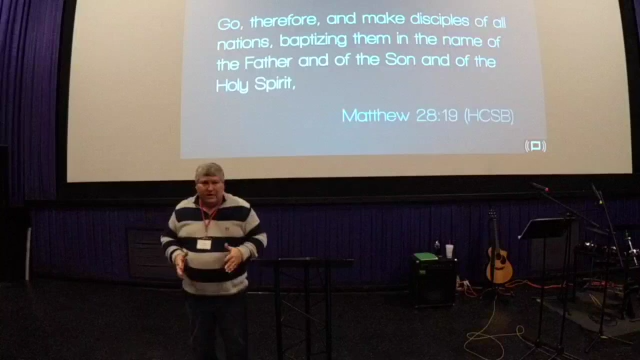 Go, therefore, and make disciples of all
nations, baptizing them in the name of
the Father and of the Son and of the
Holy Spirit,
Matthew 28:19 (HCSB)